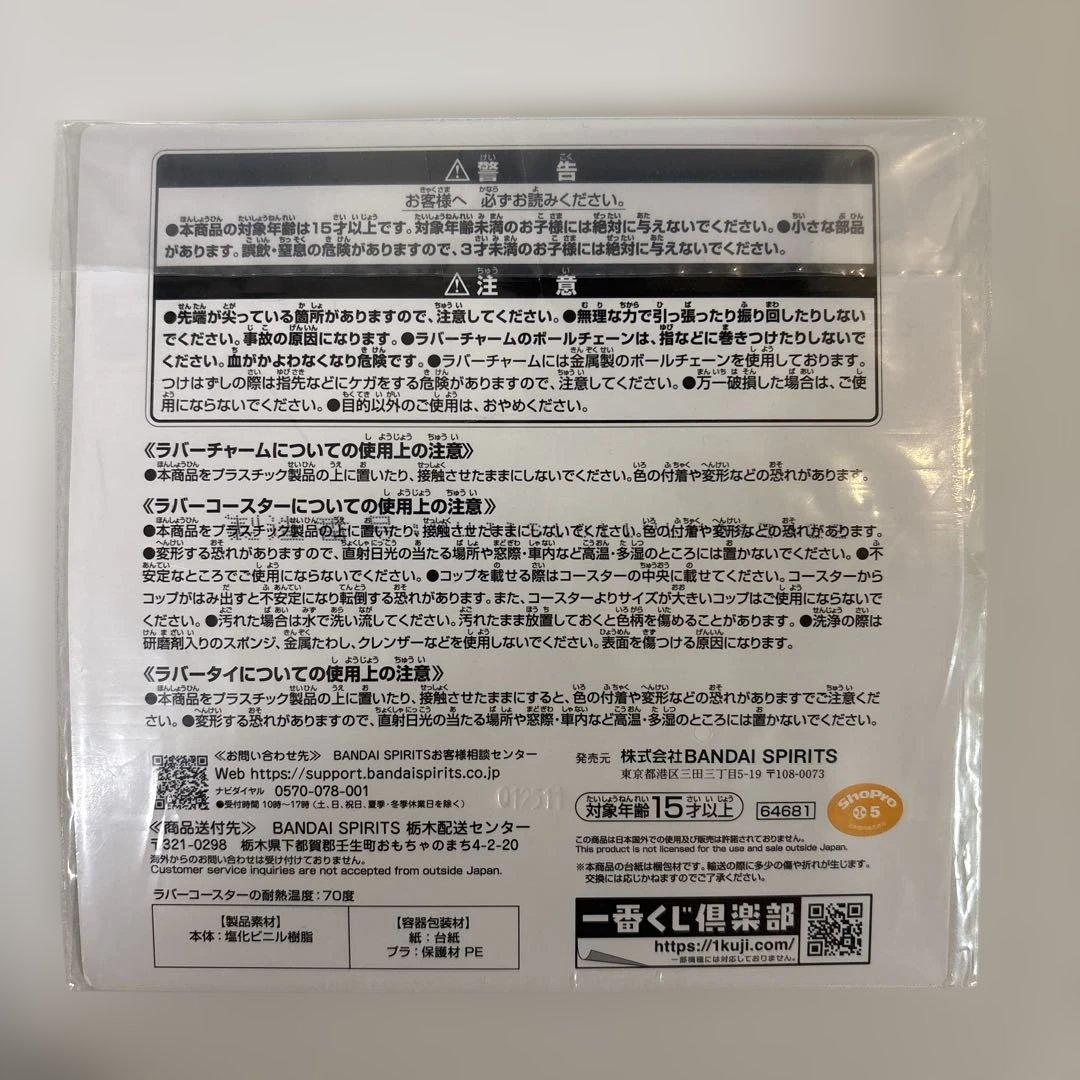 ⚠警告
お客様へ 必ずお読みください。
●本商品の対象年齢は15才以上です。対象年齢未満のお子様には絶対に与えないでください。●小さな部品
があります。誤飲・窒息の危険がありますので、3才未満のお子様には絶対に与えないでください。
⚠注意
●先端が尖っている箇所がありますので、注意してください。●無理な力で引っ張ったり振り回したりしない
でください。事故の原因になります。●ラバーチャームのボールチェーンは、指などに巻きつけたりしないで
ください。血がかよわなくなり危険です。●ラバーチャームには金属製のボールチェーンを使用しております。
つけはずしの際は指先などにケガをする危険がありますので、注意してください。●万一破損した場合は、ご使
用にならないでください。●目的以外のご使用は、おやめください。
《ラバーチャームについての使用上の注意》
●本商品をプラスチック製品の上に置いたり、接触させたままにしないでください。色の付着や変形などの恐れがあります。
《ラバーコースターについての使用上の注意》
●本商品をプラスチック製品の上に置いたり、接触させたままにしないでください。色の付着や変形などの恐れがあります。
●変形する恐れがありますので、直射日光の当たる場所や窓際・車内など高温・多湿のところには置かないでください。●不
安定なところでご使用にならないでください。●コップを載せる際はコースターの中央に載せてください。コースターから
コップがはみ出すと不安定になり転倒する恐れがあります。また、コースターよりサイズが大きいコップはご使用にならないで
ください。●汚れた場合は水で洗い流してください。汚れたまま放置しておくと色柄を傷めることがあります。●洗浄の際は
研磨剤入りのスポンジ、金属たわし、クレンザーなどを使用しないでください。表面を傷つける原因になります。
《ラバータイについての使用上の注意》
●本商品をプラスチック製品の上に置いたり、接触させたままにすると、色の付着や変形などの恐れがありますでご注意くだ
さい。●変形する恐れがありますので、直射日光の当たる場所や窓際・車内など高温・多湿のところには置かないでください。
《お問い合わせ先》 BANDAI SPIRITSお客様相談センター
Web https://support.bandaispirits.co.jp
ナビダイヤル 0570-078-001
●受付時間 10時〜17時(土、日、祝日、夏季・冬季休業日を除く)
《商品送付先》 BANDAI SPIRITS 栃木配送センター
〒321-0298 栃木県下都賀郡壬生町おもちゃのまち4-2-20
海外からのお問い合わせは受け付けておりません。
Customer service inquiries are not accepted from outside Japan.
ラバーコースターの耐熱温度:70度
【製品素材】
本体:塩化ビニル樹脂
【容器包装材】
紙:台紙
プラ:保護材 PE
発売元 株式会社BANDAI SPIRITS
東京都港区三田三丁目5-19 〒108-0073
対象年齢15才以上
64681
ShoPro
5
この商品は日本国外での使用及び販売は許諾されておりません。
This product is not licensed for the use and sale outside Japan.
※本商品の台紙は梱包材です。輸送の際に多少の傷や折れが生じます。
交換には応じかねますのでご了承ください。
一番くじ倶楽部
https://1kuji.com/
一部機種には対応しておりません。